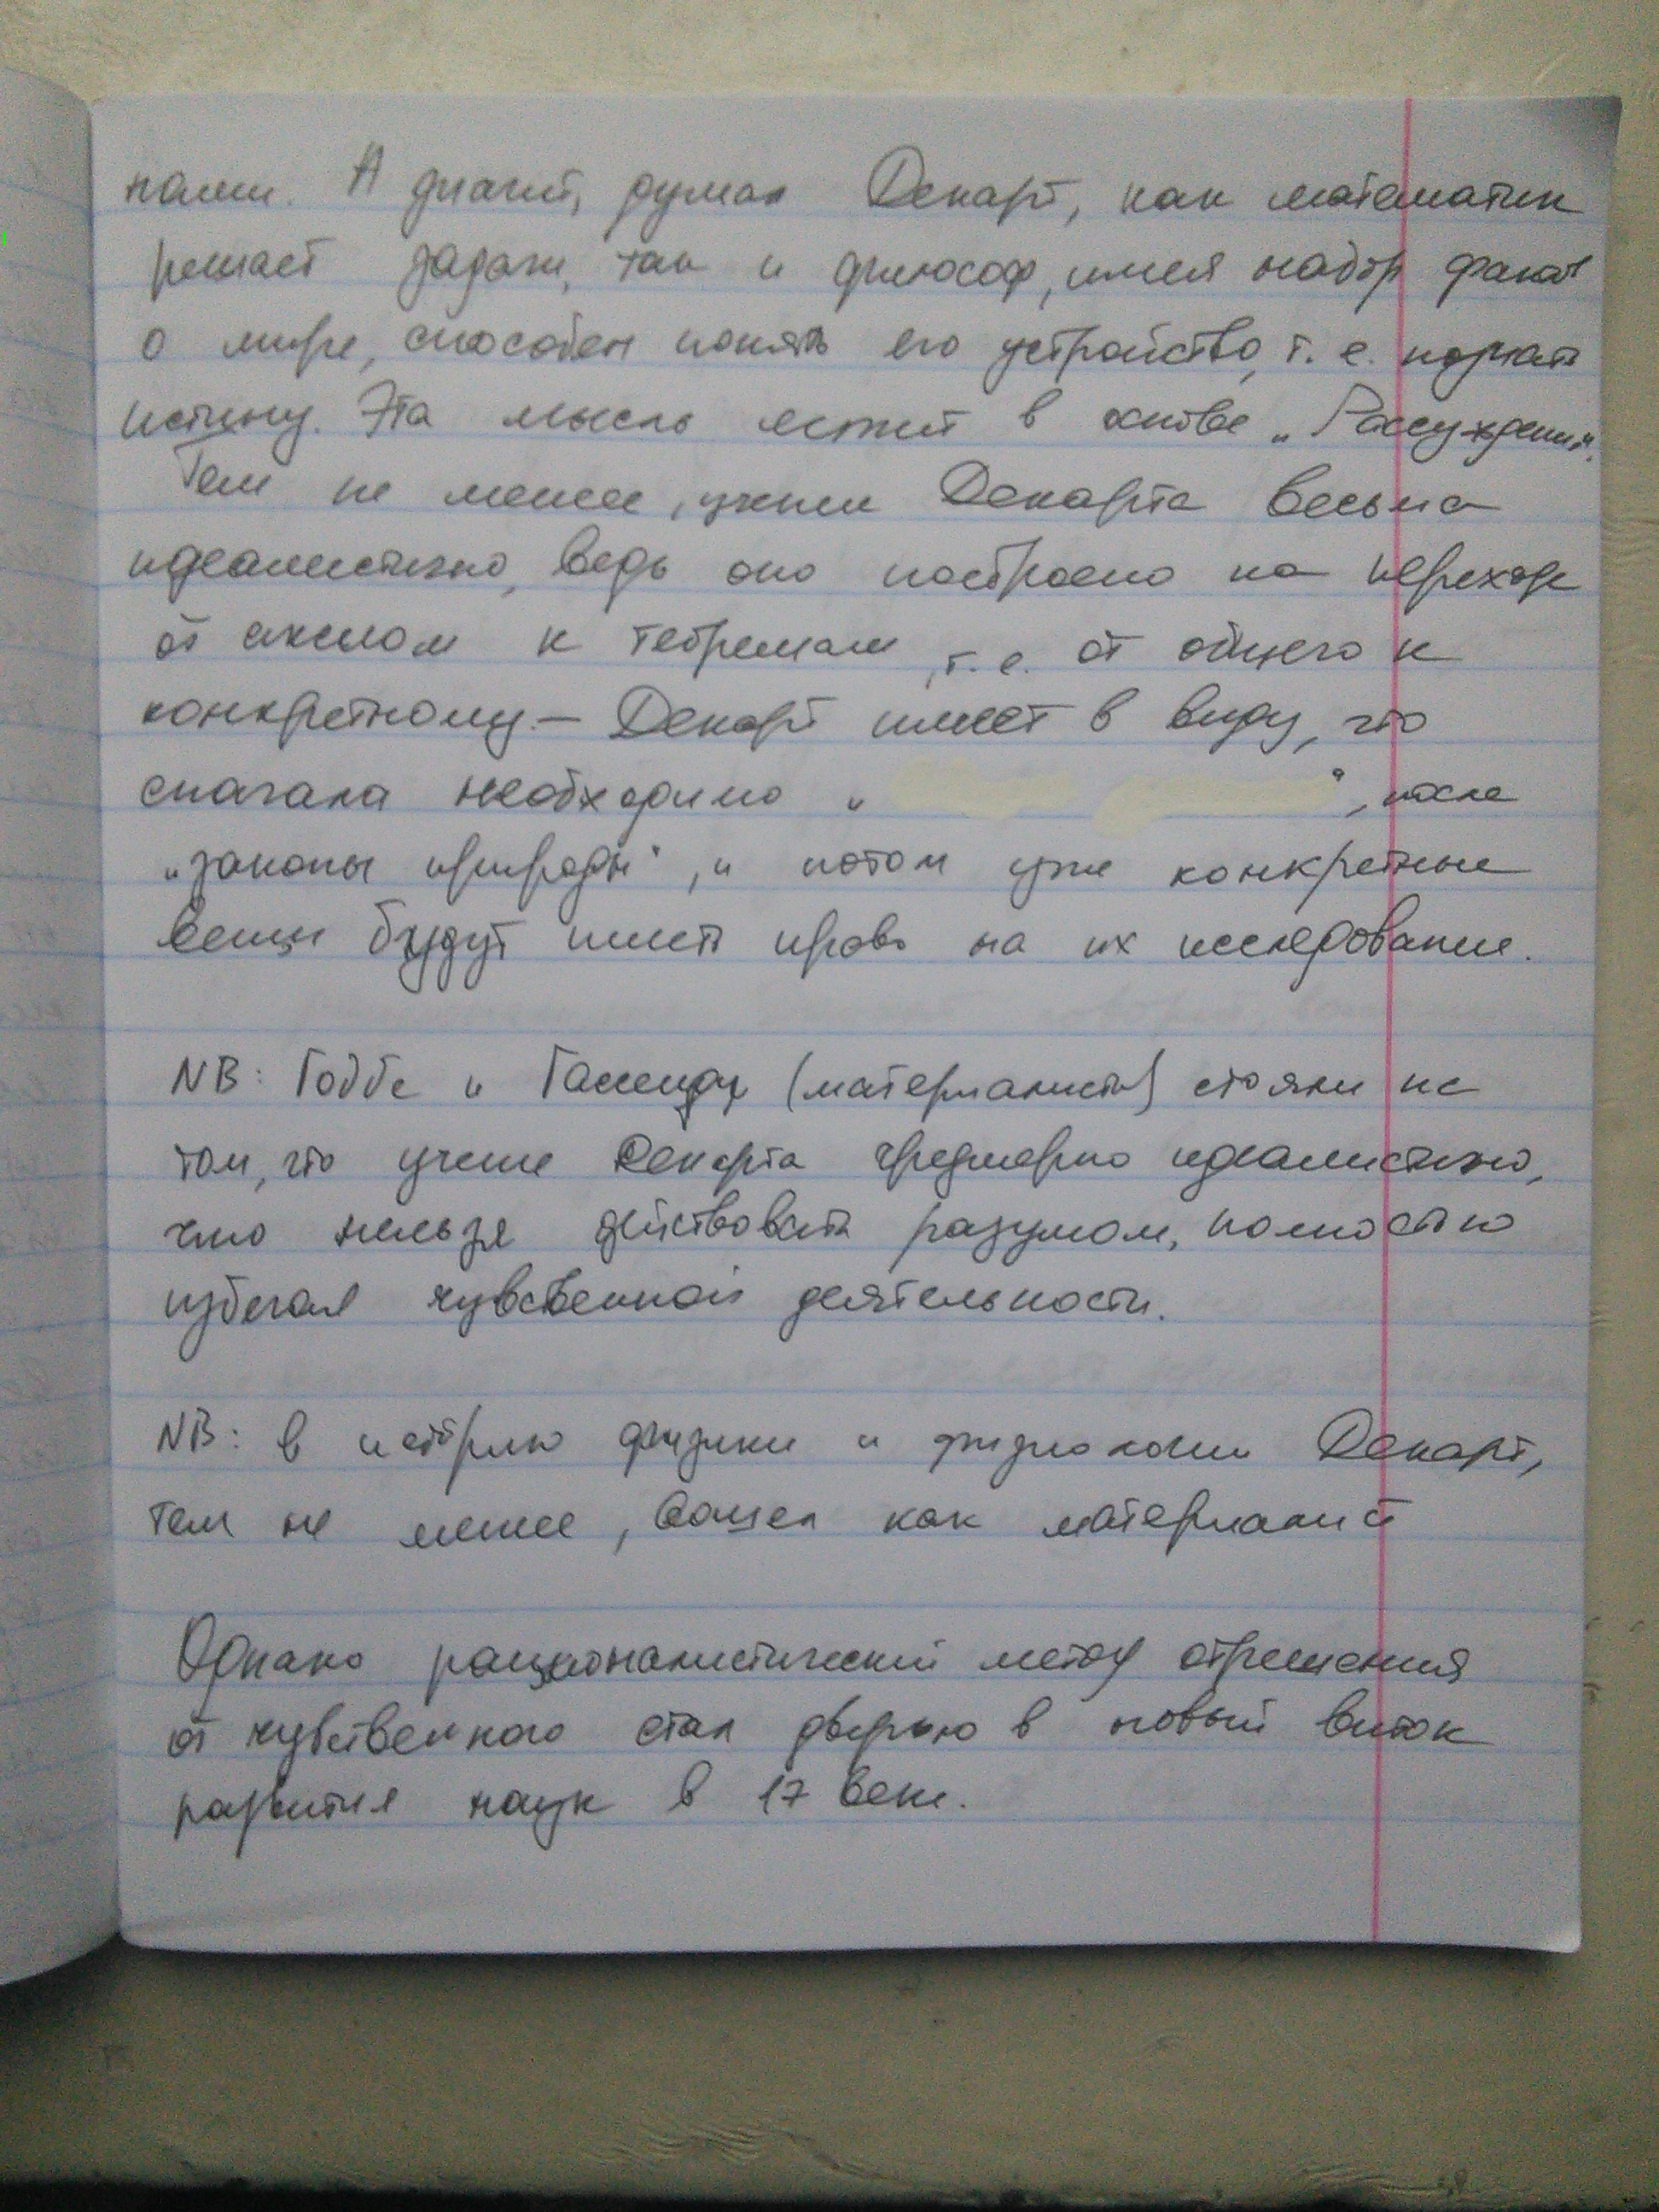 нами. А значит, думал Декарт, как математик
решает задачи, так и философ, имея набор фактов
о мире, способен понять его устройство, т. е. познать
истину. Эта мысль лежит в основе „Рассуждения".
Тем не менее, учение Декарта весьма
идеалистично, ведь оно построено на переходе
от аксиом к теоремам, т. е. от общего к
конкретному – Декарт имеет в виду, что
сначала необходимо „ ", после
„законы природы", и потом уже конкретные
вещи будут иметь право на их исследование.
NB: Гоббс и Гассенди (материалисты) стояли на
том, что учение Декарта чрезмерно идеалистично,
что нельзя действовать разумом, полностью
избегая чувственной деятельности.
NB: в историю физики и физиологии Декарт,
тем не менее, вошел как материалист
Однако рационалистический метод отрешения
от чувственного стал дверью в новый виток
развития наук в 17 веке.